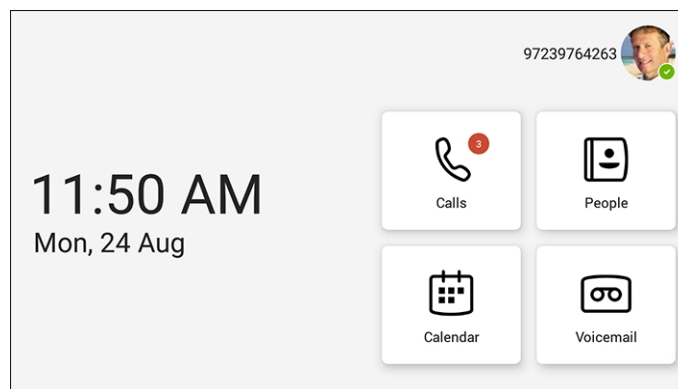 97239764263
3
Calls
People
11:50 AM
Mon, 24 Aug
Calendar
Voicemail